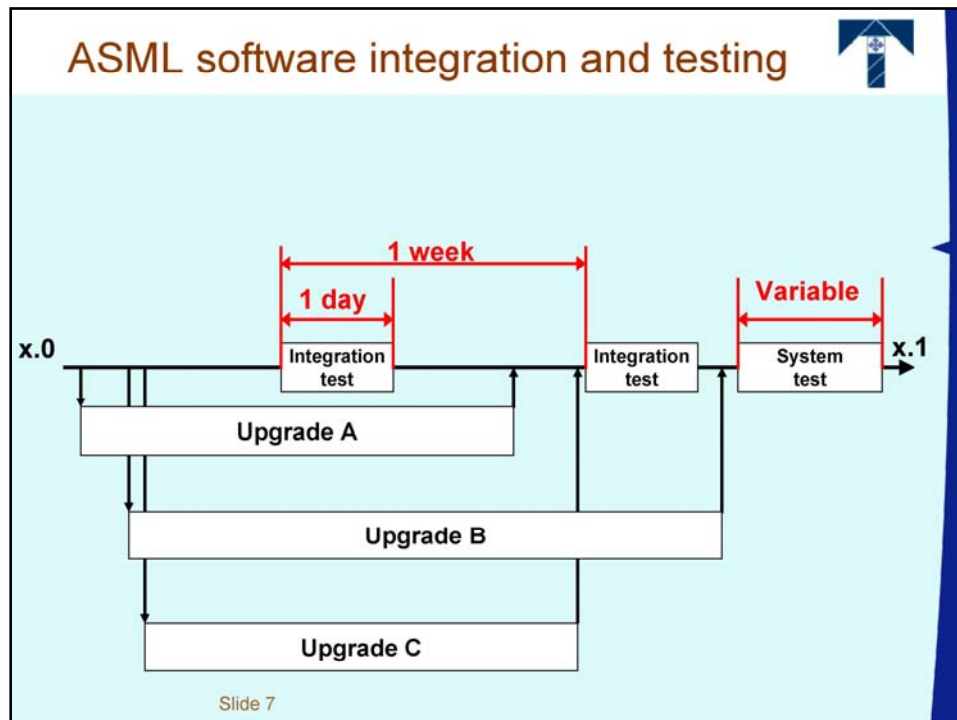 ASML software integration and testing
1 week
1 day
Variable
x.0
Integration
test
Integration
test
System
test
x.1
Upgrade A
Upgrade B
Upgrade C
Slide 7